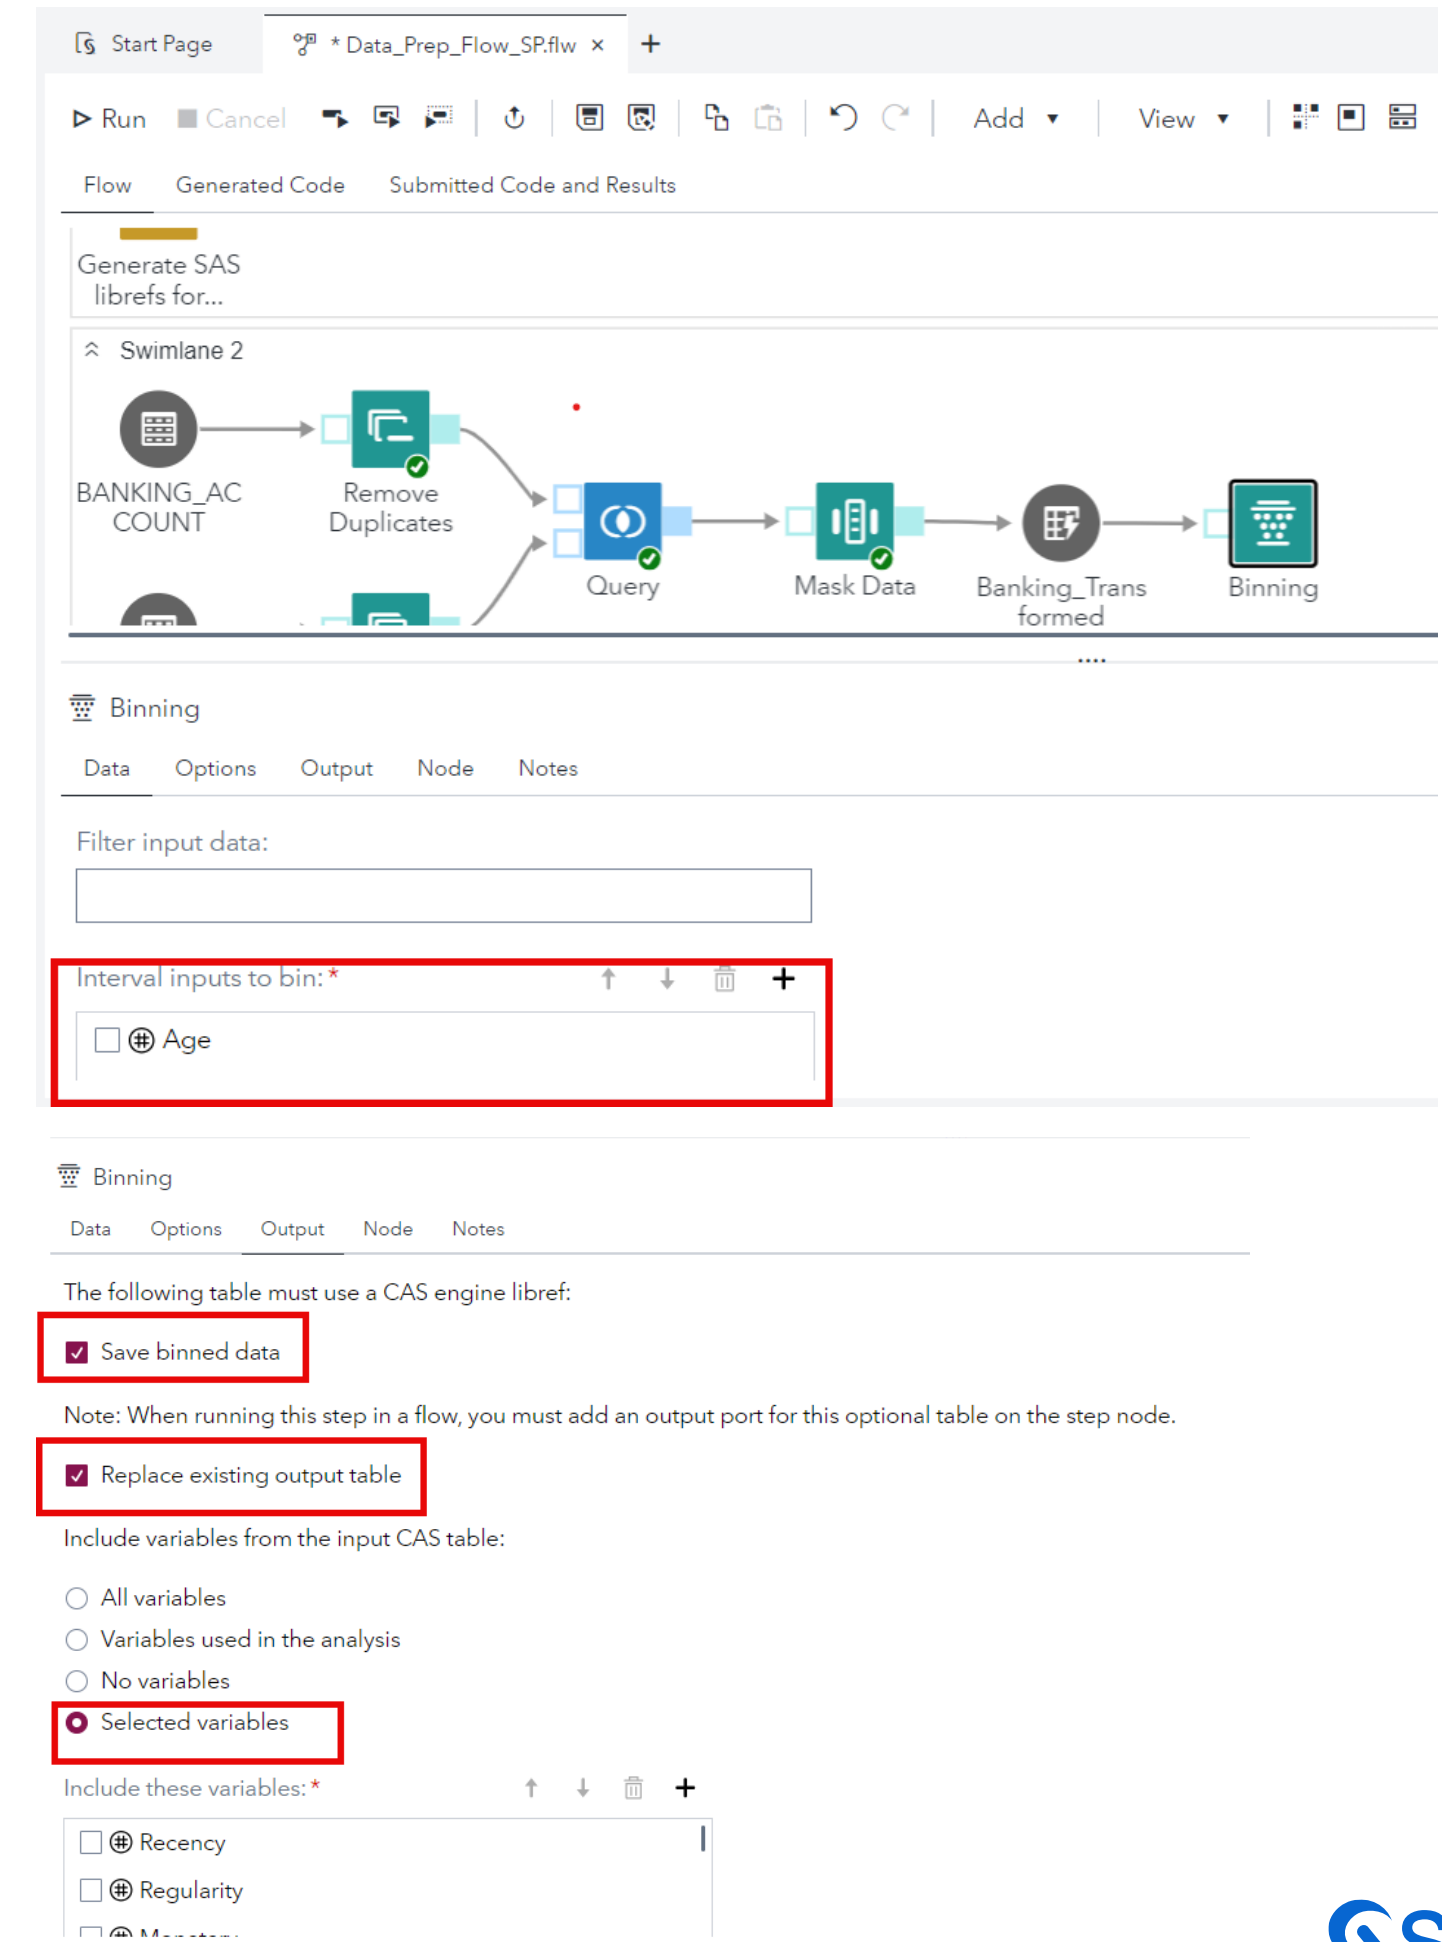 Start Page
* Data_Prep_Flow_SP.flw × +
Run Cancel Add View
Flow Generated Code Submitted Code and Results
Generate SAS
librefs for...
Swimlane 2
BANKING_AC
COUNT
Remove
Duplicates
Query
Mask Data
Banking_Trans
formed
Binning
Binning
Data Options Output Node Notes
Filter input data:
Interval inputs to bin: *
Age
Binning
Data Options Output Node Notes
The following table must use a CAS engine libref:
Save binned data
Note: When running this step in a flow, you must add an output port for this optional table on the step node.
Replace existing output table
Include variables from the input CAS table:
All variables
Variables used in the analysis
No variables
Selected variables
Include these variables: *
Recency
Regularity